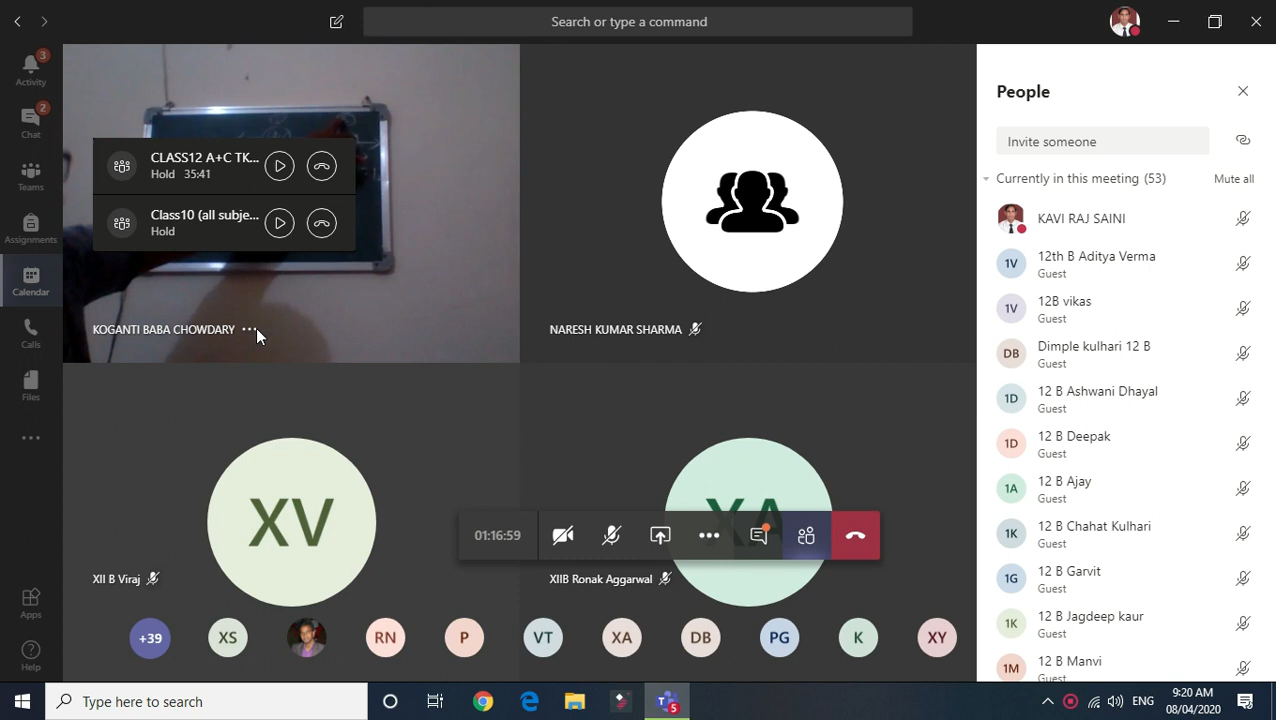 Search or type a command
3
Activity
2
Chat
Teams
Assignments
Calendar
Calls
Files
Apps
Help
CLASS12 A+C TK...
Hold 35:41
Class10 (all subje...
Hold
KOGANTI BABA CHOWDARY
NARESH KUMAR SHARMA
XV
XII B Viraj
XA
XIIB Ronak Aggarwal
01:16:59
+39
XS
RN
P
VT
XA
DB
PG
K
XY
People
Invite someone
Currently in this meeting (53)
Mute all
KAVI RAJ SAINI
1V
12th B Aditya Verma
Guest
1V
12B vikas
Guest
DB
Dimple kulhari 12 B
Guest
1D
12 B Ashwani Dhayal
Guest
1D
12 B Deepak
Guest
1A
12 B Ajay
Guest
1K
12 B Chahat Kulhari
Guest
1G
12 B Garvit
Guest
1K
12 B Jagdeep kaur
Guest
1M
12 B Manvi
Guest
Type here to search
5
ENG
9:20 AM
08/04/2020